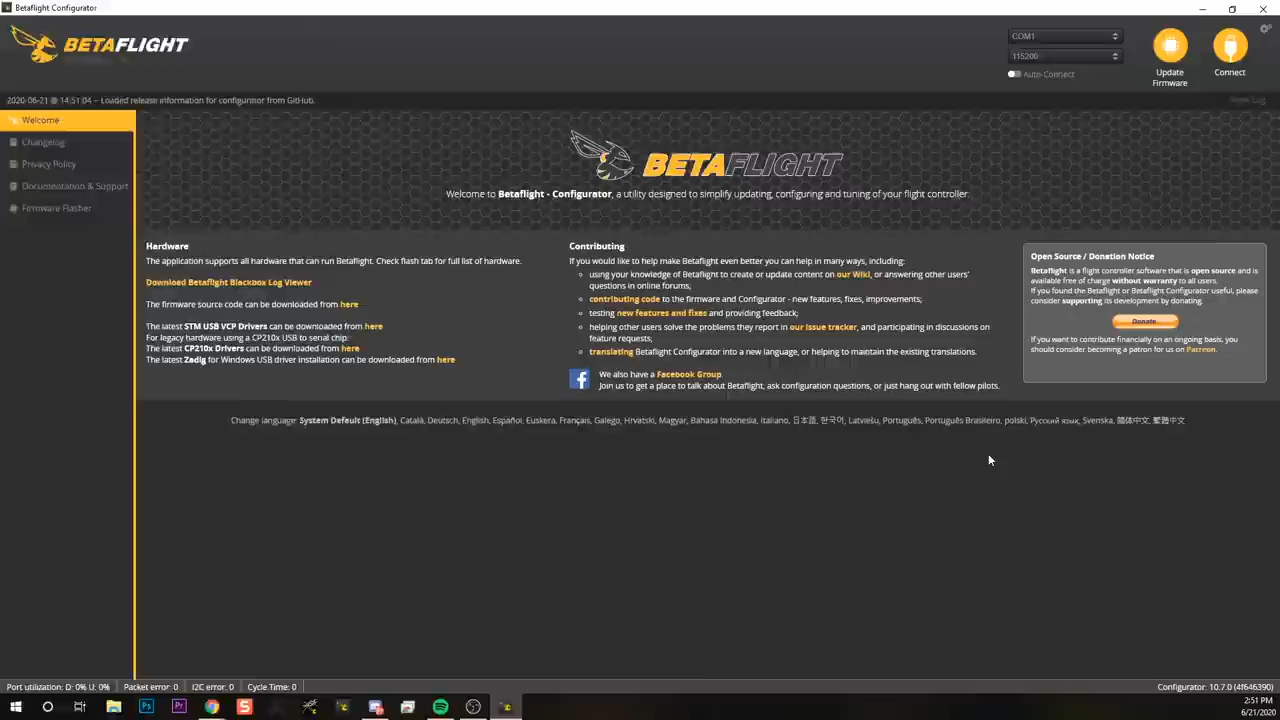 Betaflight Configurator
BETAFLIGHT
COM1
115200
Auto-Connect
Update Firmware
Connect
2020-06-21 @ 14:51:04 -- Loaded release information for configurator from GitHub.
Welcome
Changelog
Privacy Policy
Documentation & Support
Firmware Flasher
BETAFLIGHT
Welcome to Betaflight - Configurator, a utility designed to simplify updating, configuring and tuning of your flight controller.
Hardware
The application supports all hardware that can run Betaflight. Check flash tab for full list of hardware.
Download Betaflight Blackbox Log Viewer
The firmware source code can be downloaded from here
The latest STM USB VCP Drivers can be downloaded from here
For legacy hardware using a CP210x USB to serial chip:
The latest CP210x Drivers can be downloaded from here
The latest Zadig for Windows USB driver installation can be downloaded from here
Contributing
If you would like to help make Betaflight even better you can help in many ways, including:
using your knowledge of Betaflight to create or update content on our Wiki, or answering other users'
questions in online forums;
contributing code to the firmware and Configurator - new features, fixes, improvements;
testing new features and fixes and providing feedback;
helping other users solve the problems they report in our issue tracker, and participating in discussions on
feature requests;
translating Betaflight Configurator into a new language, or helping to maintain the existing translations.
We also have a Facebook Group.
Join us to get a place to talk about Betaflight, ask configuration questions, or just hang out with fellow pilots.
Open Source / Donation Notice
Betaflight is a flight controller software that is open source and is
available free of charge without warranty to all users.
If you found the Betaflight or Betaflight Configurator useful, please
consider supporting its development by donating.
Donate
If you want to contribute financially on an ongoing basis, you
should consider becoming a patron for us on Patreon.
Change language: System Default (English), Català, Deutsch, English, Español, Euskera, Français, Galego, Hrvatski, Magyar, Bahasa Indonesia, Italiano, 日本語, 한국어, Latviešu, Português, Português Brasileiro, polski, Русский язык, Svenska, 簡体中文, 繁體中文
Port utilization: D: 0% U: 0%
Packet error: 0
I2C error: 0
Cycle Time: 0
Configurator: 10.7.0 (4f646390)
2:51 PM
6/21/2020